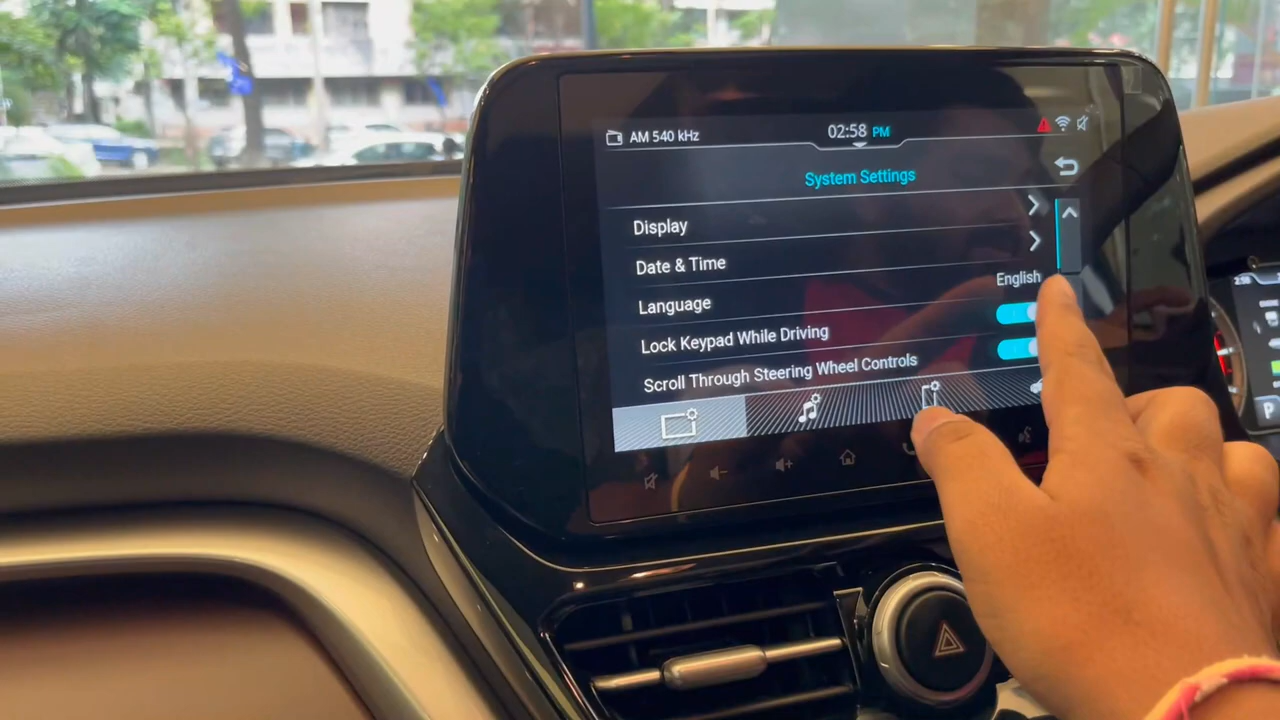 AM 540 kHz
02:58 PM
System Settings
Display
Date & Time
Language English
Lock Keypad While Driving
Scroll Through Steering Wheel Controls
P